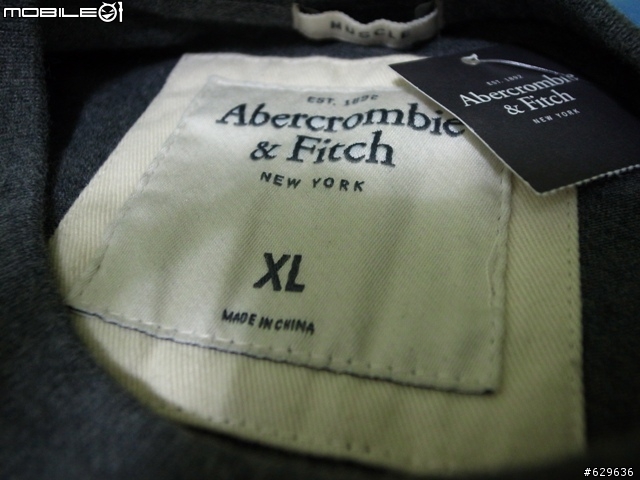 MOBILE01
MUSCLE
EST. 1892
Abercrombie
& Fitch
NEW YORK
XL
MADE IN CHINA
EST. 1892
Abercrombie
& Fitch
NEW YORK
#629636